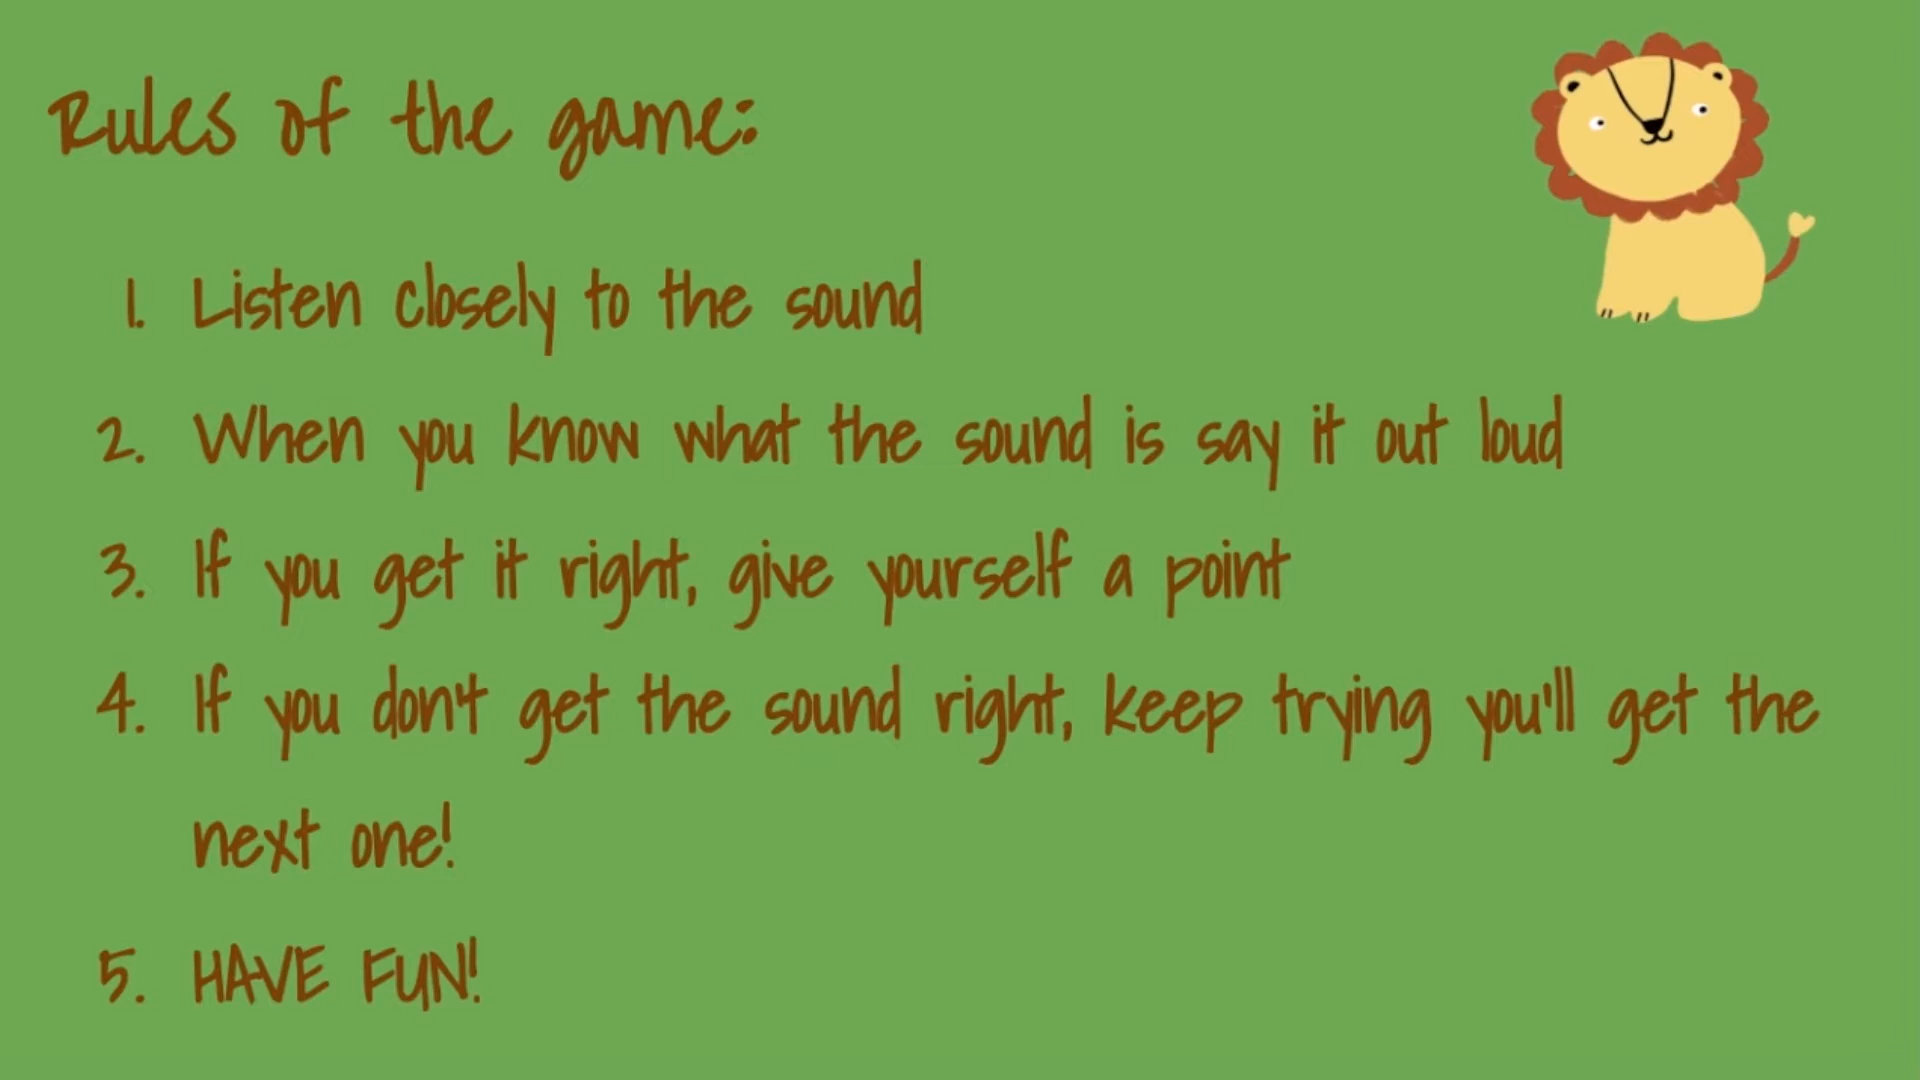 Rules of the game:
1. Listen closely to the sound
2. When you know what the sound is say it out loud
3. If you get it right, give yourself a point
4. If you don't get the sound right, keep trying you'll get the
next one!
5. HAVE FUN!